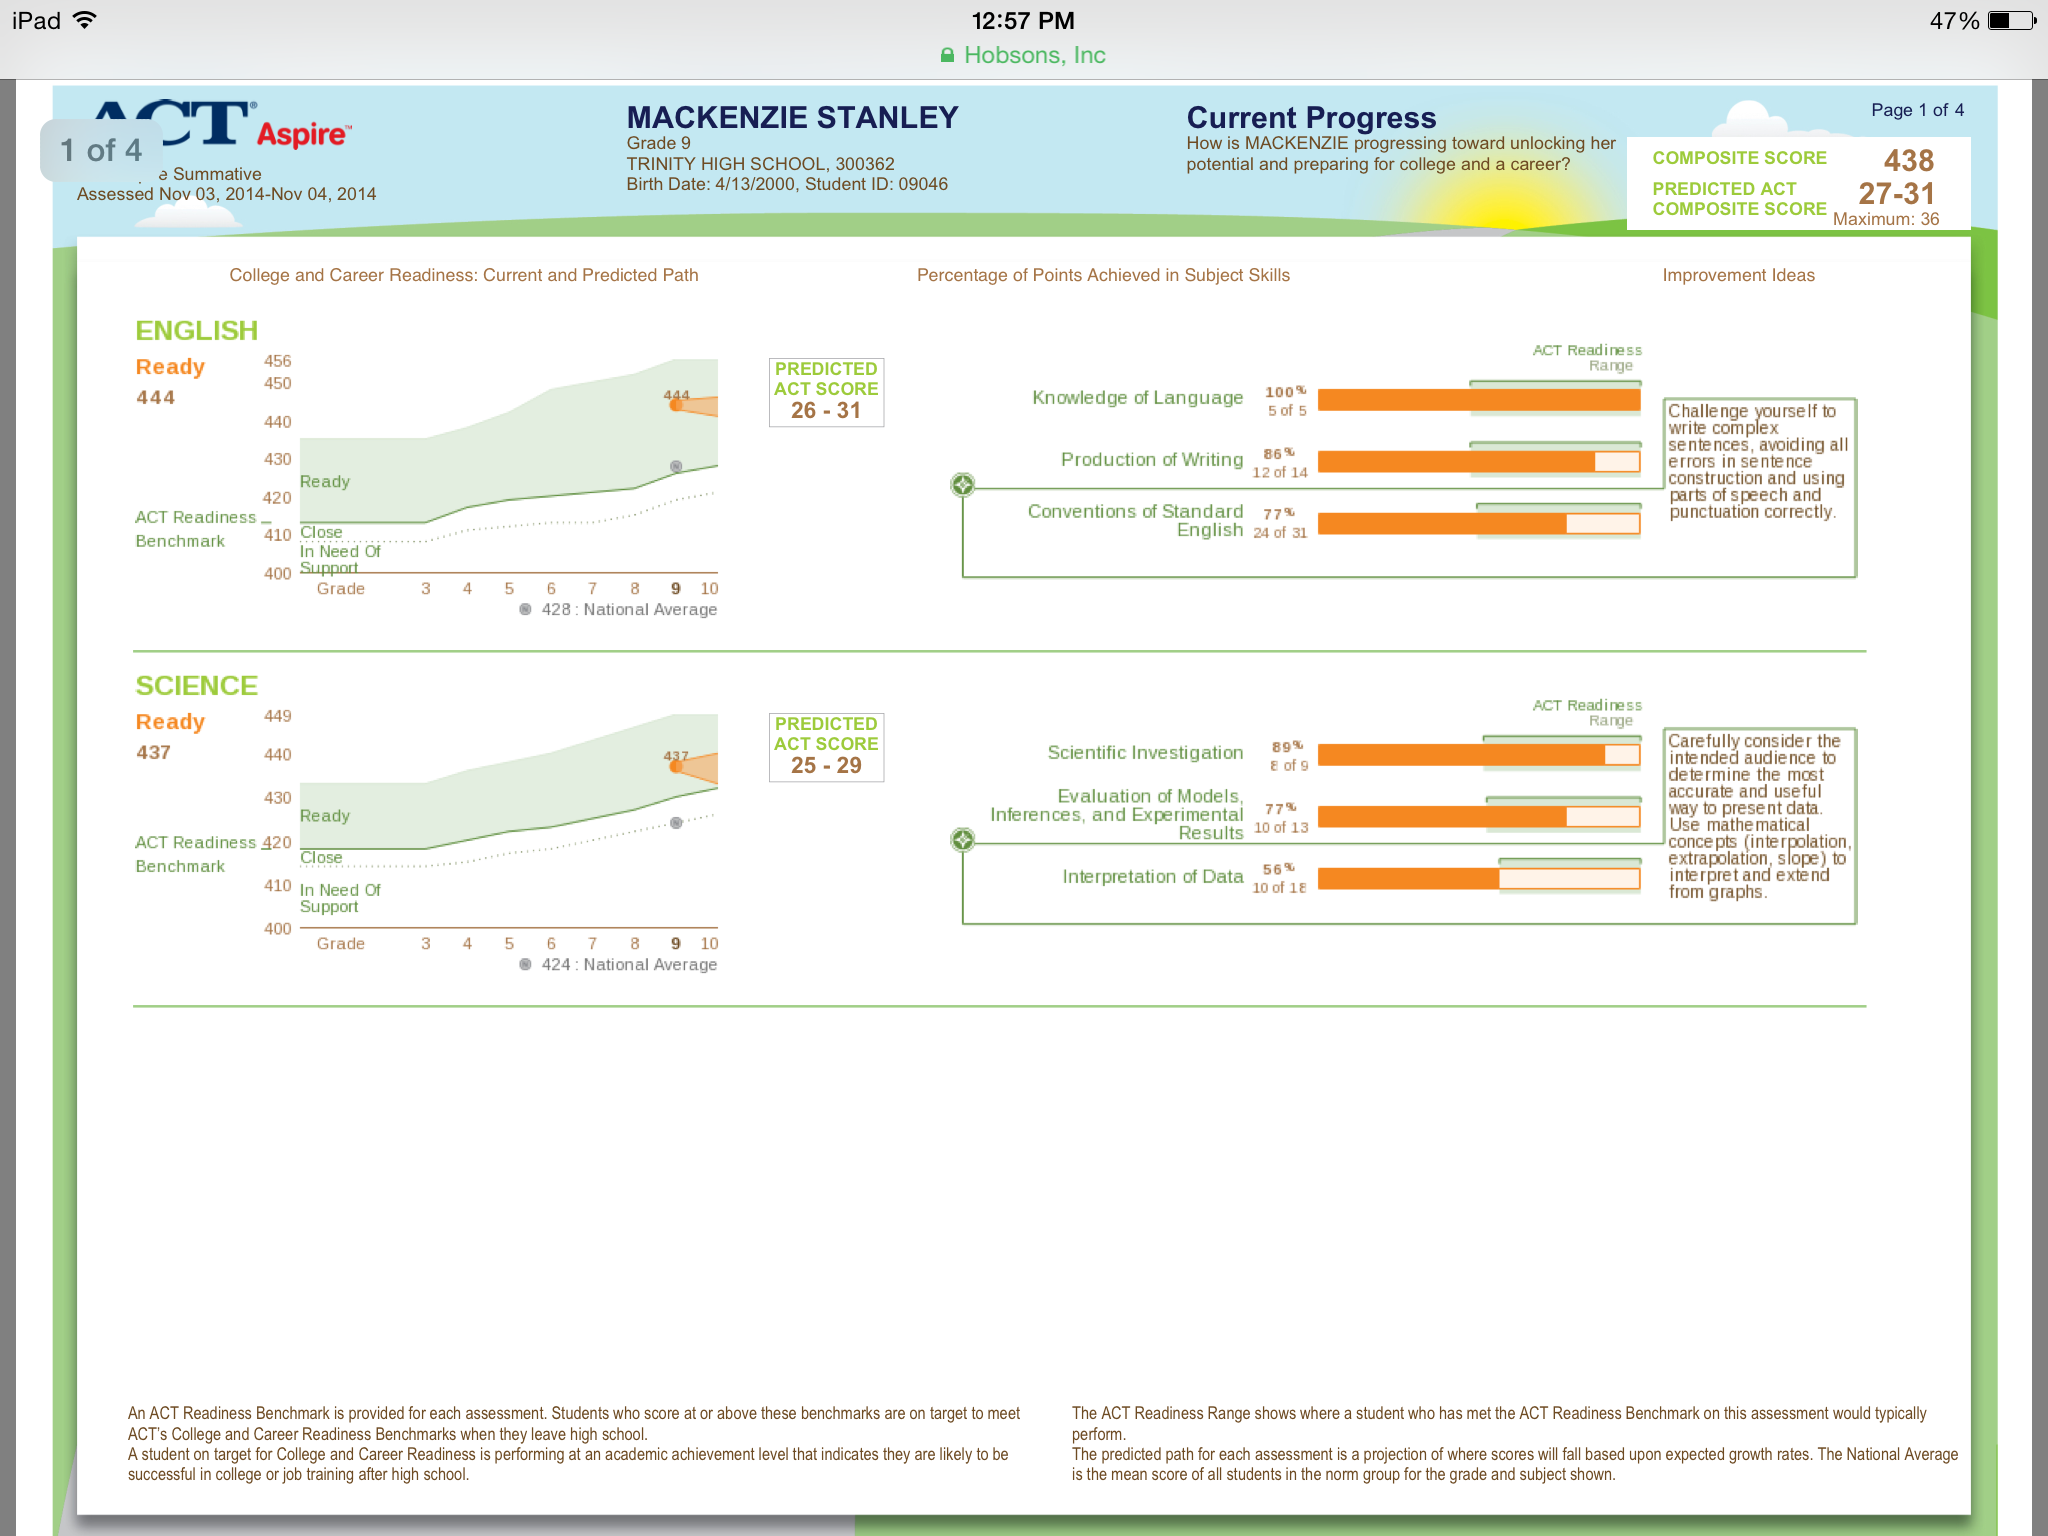 iPad
12:57 PM
47%
Hobsons, Inc
ACT® Aspire™
1 of 4
Summative
Assessed Nov 03, 2014-Nov 04, 2014
MACKENZIE STANLEY
Grade 9
TRINITY HIGH SCHOOL, 300362
Birth Date: 4/13/2000, Student ID: 09046
Current Progress
How is MACKENZIE progressing toward unlocking her
potential and preparing for college and a career?
Page 1 of 4
COMPOSITE SCORE 438
PREDICTED ACT
COMPOSITE SCORE 27-31
Maximum: 36
College and Career Readiness: Current and Predicted Path
Percentage of Points Achieved in Subject Skills
Improvement Ideas
ENGLISH
Ready
444
456
450
440
430
420
410
400
ACT Readiness
Benchmark
Ready
Close
In Need Of
Support
444
Grade 3 4 5 6 7 8 9 10
428 : National Average
PREDICTED
ACT SCORE
26 - 31
ACT Readiness
Range
Knowledge of Language 100%
5 of 5
Production of Writing 86%
12 of 14
Conventions of Standard
English
77%
24 of 31
Challenge yourself to
write complex
sentences, avoiding all
errors in sentence
construction and using
parts of speech and
punctuation correctly.
SCIENCE
Ready
437
449
440
430
420
410
400
ACT Readiness
Benchmark
Ready
Close
In Need Of
Support
437
Grade 3 4 5 6 7 8 9 10
424 : National Average
PREDICTED
ACT SCORE
25 - 29
ACT Readiness
Range
Scientific Investigation 89%
8 of 9
Evaluation of Models,
Inferences, and Experimental
Results
77%
10 of 13
Interpretation of Data 56%
10 of 18
Carefully consider the
intended audience to
determine the most
accurate and useful
way to present data.
Use mathematical
concepts (interpolation,
extrapolation, slope) to
interpret and extend
from graphs.
An ACT Readiness Benchmark is provided for each assessment. Students who score at or above these benchmarks are on target to meet
ACT's College and Career Readiness Benchmarks when they leave high school.
A student on target for College and Career Readiness is performing at an academic achievement level that indicates they are likely to be
successful in college or job training after high school.
The ACT Readiness Range shows where a student who has met the ACT Readiness Benchmark on this assessment would typically
perform.
The predicted path for each assessment is a projection of where scores will fall based upon expected growth rates. The National Average
is the mean score of all students in the norm group for the grade and subject shown.